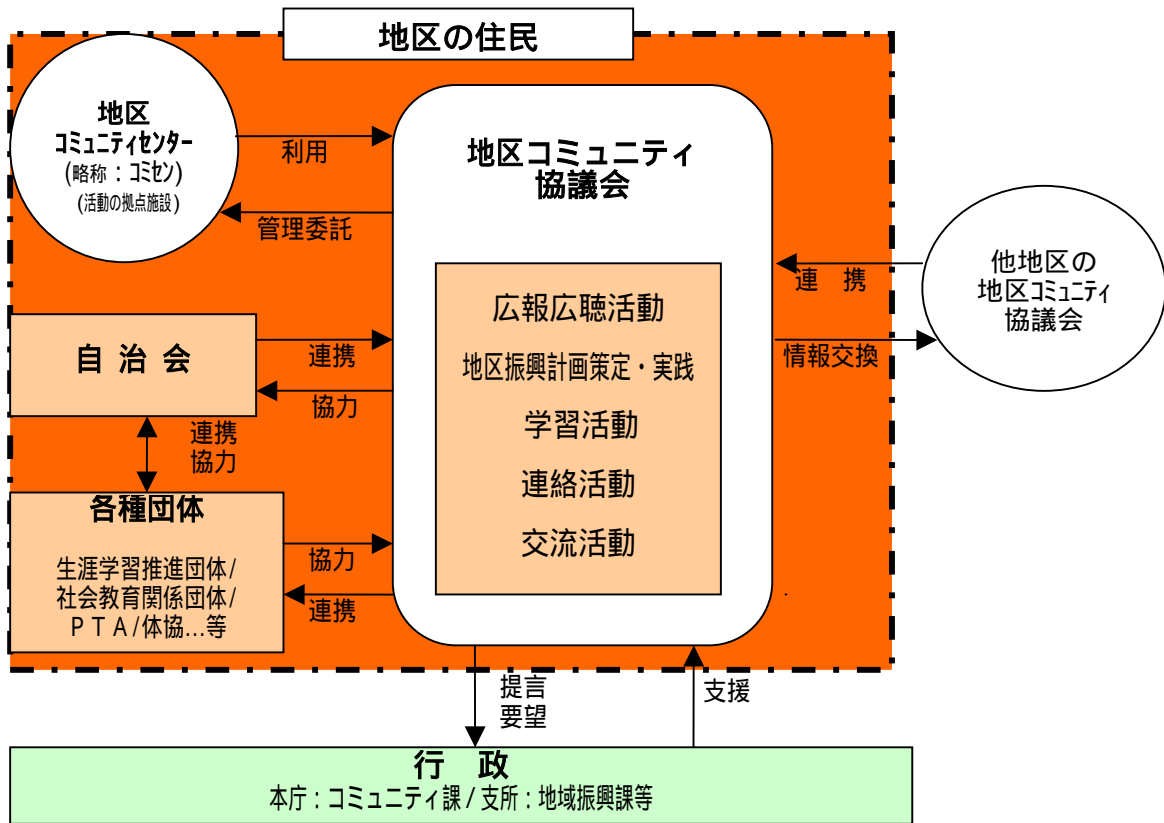 地区の住民
地区
コミュニティセンター
(略称：コミセン)
(活動の拠点施設)
利用
管理委託
地区コミュニティ
協議会
広報広聴活動
地区振興計画策定・実践
学習活動
連絡活動
交流活動
連　携
情報交換
他地区の
地区コミュニティ
協議会
自 治 会
連携
協力
連携
協力
各種団体
生涯学習推進団体/
社会教育関係団体/
ＰＴＡ/体協…等
協力
連携
提言
要望
支援
行　政
本庁：コミュニティ課 / 支所：地域振興課等